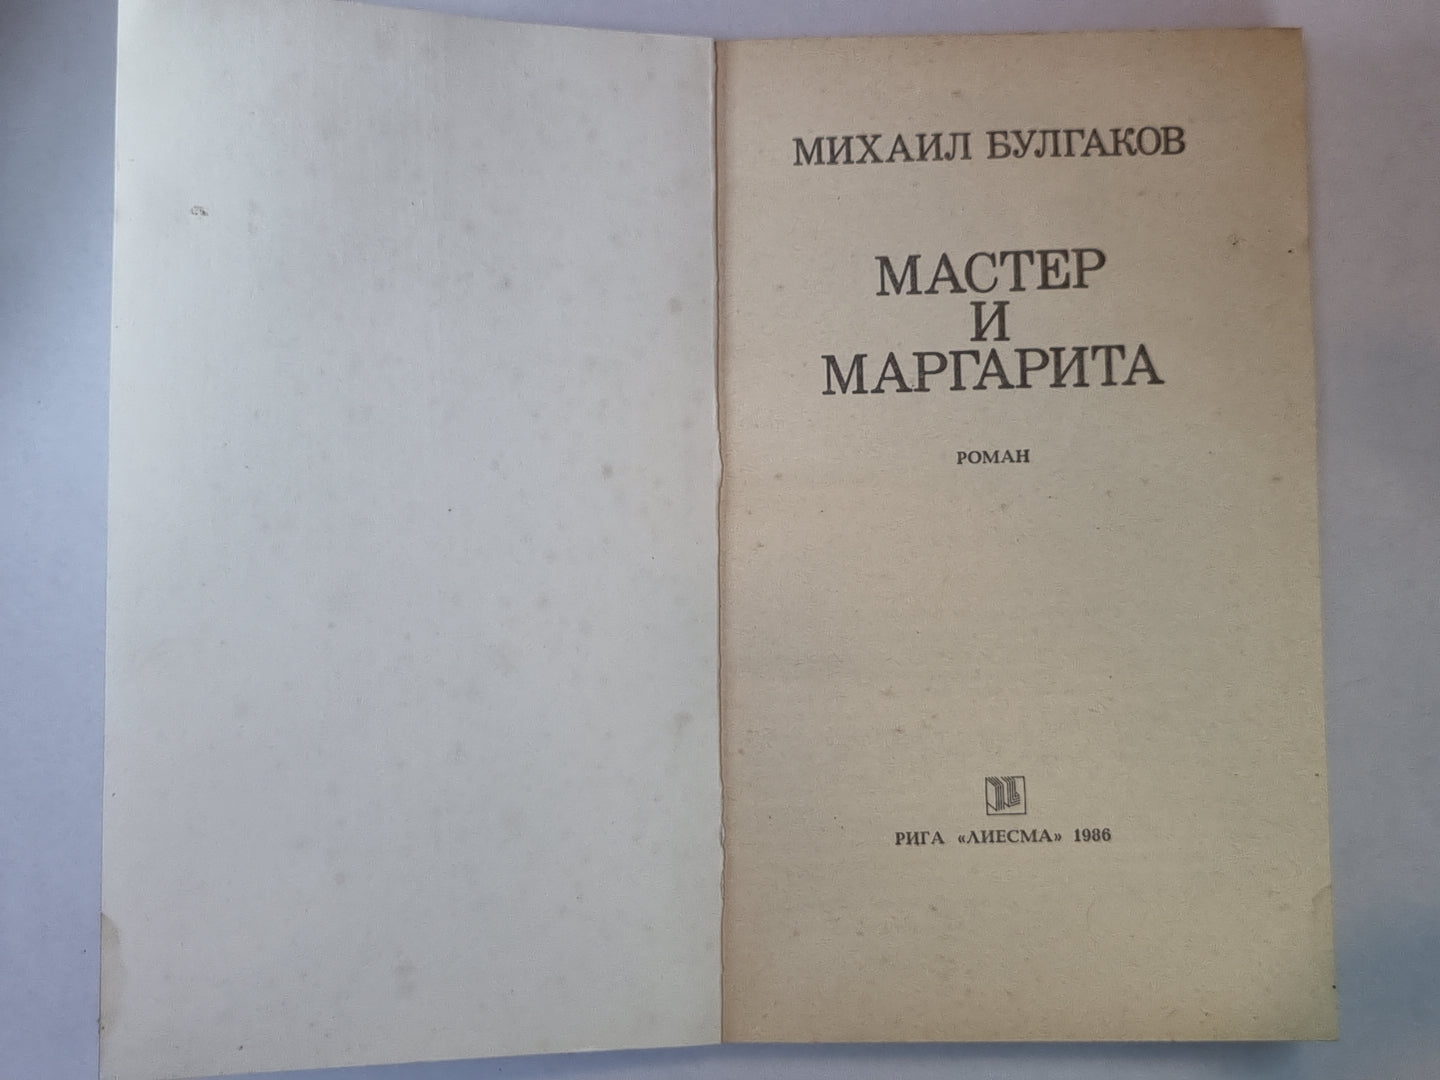 МИХАИЛ БУЛГАКОВ
МАСТЕР
И
МАРГАРИТА
РОМАН
РИГА «ЛИЕСМА» 1986